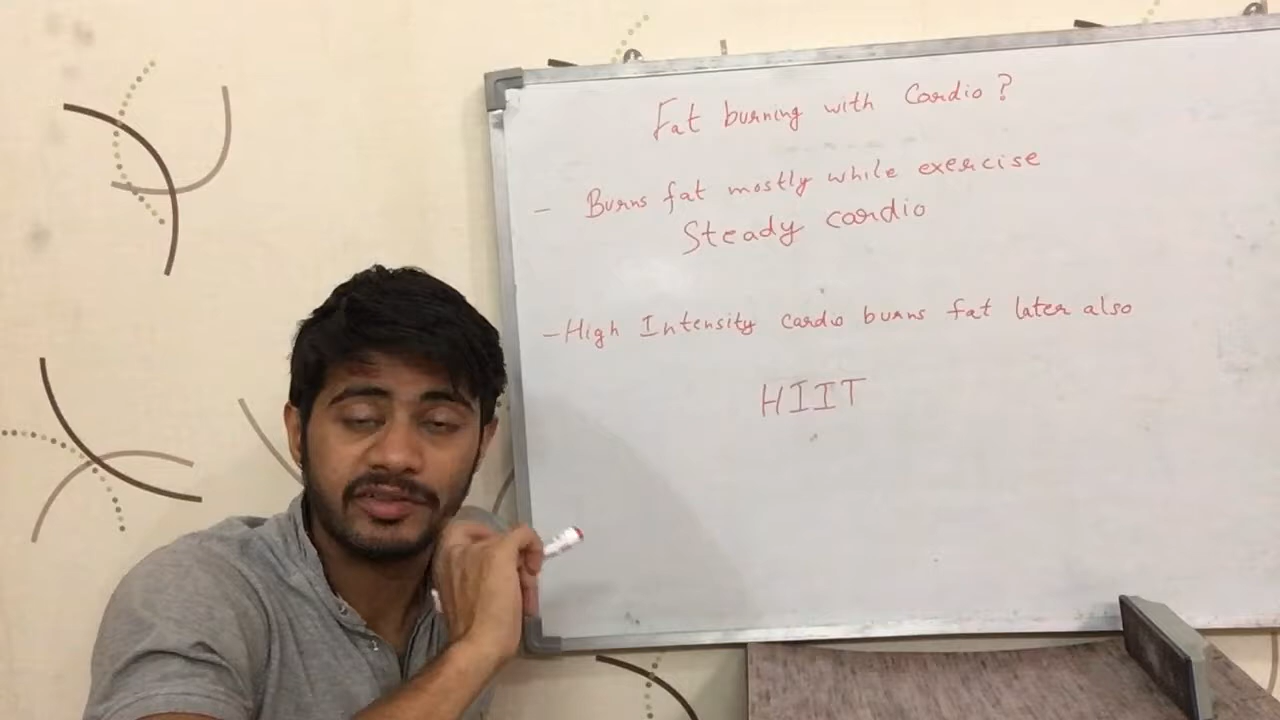 Fat burning with Cardio?
- Burns fat mostly while exercise
Steady cardio
- High Intensity cardio burns fat later also
HIIT